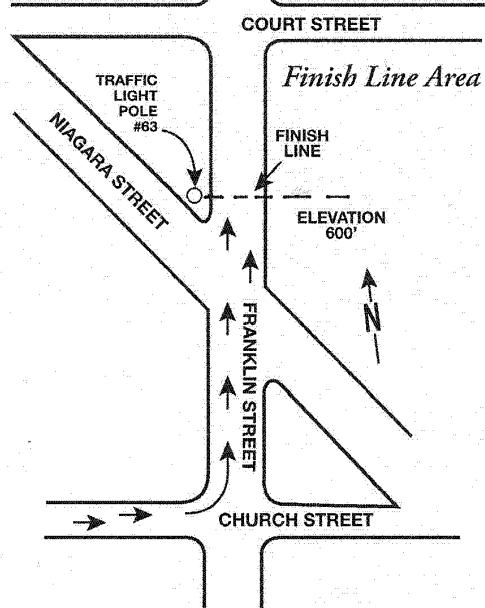 COURT STREET
Finish Line Area
TRAFFIC
LIGHT
POLE
#63
NIAGARA STREET
FINISH
LINE
ELEVATION
600'
N
FRANKLIN STREET
CHURCH STREET